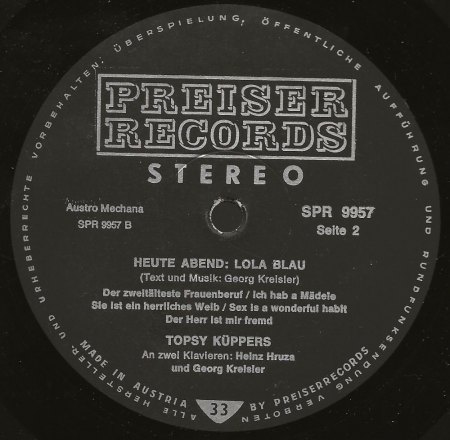 ALLE HERSTELLER- UND URHEBERRECHTE VORBEHALTEN: ÜBERSPIELUNG, ÖFFENTLICHE AUFFÜHRUNG UND RUNDFUNKSENDUNG VERBOTEN
PREISER
RECORDS
STEREO
Austro Mechana
SPR 9957 B
SPR 9957
Seite 2
HEUTE ABEND: LOLA BLAU
(Text und Musik: Georg Kreisler)
Der zweitälteste Frauenberuf / Ich hab a Mädele
Sie ist ein herrliches Weib / Sex is a wonderful habit
Der Herr ist mir fremd
TOPSY KÜPPERS
An zwei Klavieren: Heinz Hruza
und Georg Kreisler
MADE IN AUSTRIA
33
BY PREISERRECORDS